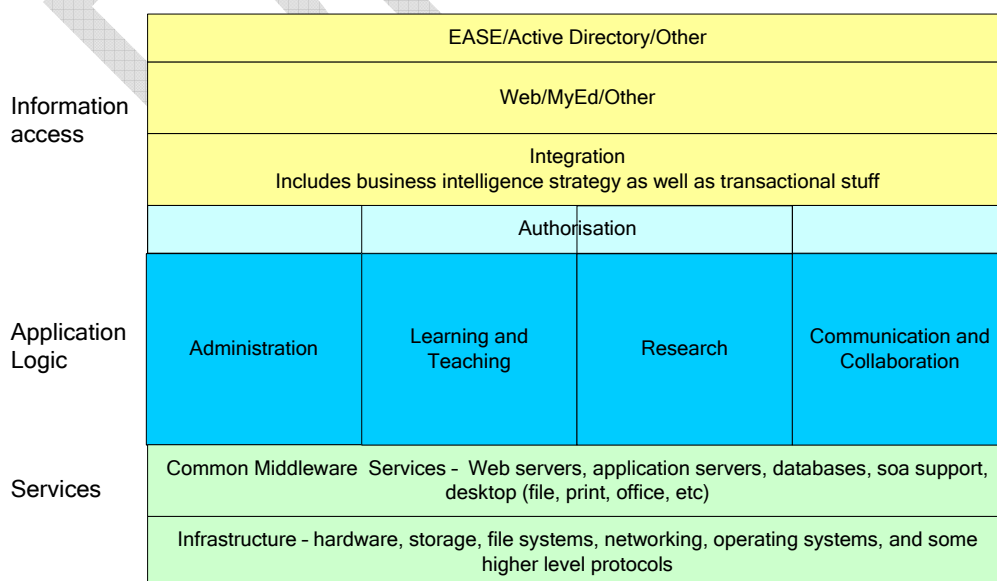 EASE/Active Directory/Other
Information
access
Web/MyEd/Other
Integration
Includes business intelligence strategy as well as transactional stuff
Authorisation
Application
Logic
Administration
Learning and
Teaching
Research
Communication and
Collaboration
Services
Common Middleware  Services -  Web servers, application servers, databases, soa support,
desktop (file, print, office, etc)
Infrastructure - hardware, storage, file systems, networking, operating systems, and some
higher level protocols